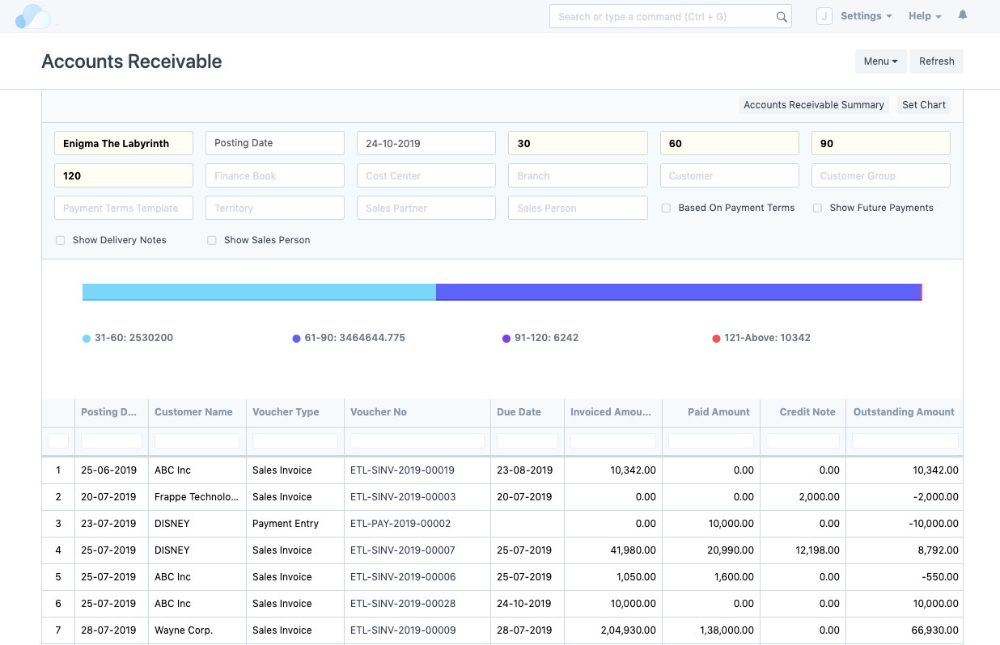 Search or type a command (Ctrl + G) J Settings Help
Accounts Receivable Menu Refresh
Accounts Receivable Summary Set Chart
Enigma The Labyrinth Posting Date 24-10-2019 30 60 90
120 Finance Book Cost Center Branch Customer Customer Group
Payment Terms Template Territory Sales Partner Sales Person Based On Payment Terms Show Future Payments
Show Delivery Notes Show Sales Person
31-60: 2530200 61-90: 3464644.775 91-120: 6242 121-Above: 10342
Posting D... Customer Name Voucher Type Voucher No Due Date Invoiced Amou... Paid Amount Credit Note Outstanding Amount
1 25-06-2019 ABC Inc Sales Invoice ETL-SINV-2019-00019 23-08-2019 10,342.00 0.00 0.00 10,342.00
2 20-07-2019 Frappe Technolo... Sales Invoice ETL-SINV-2019-00003 20-07-2019 0.00 0.00 2,000.00 -2,000.00
3 23-07-2019 DISNEY Payment Entry ETL-PAY-2019-00002 0.00 10,000.00 0.00 -10,000.00
4 25-07-2019 DISNEY Sales Invoice ETL-SINV-2019-00007 25-07-2019 41,980.00 20,990.00 12,198.00 8,792.00
5 25-07-2019 ABC Inc Sales Invoice ETL-SINV-2019-00006 25-07-2019 1,050.00 1,600.00 0.00 -550.00
6 25-07-2019 ABC Inc Sales Invoice ETL-SINV-2019-00028 24-10-2019 10,000.00 0.00 0.00 10,000.00
7 28-07-2019 Wayne Corp. Sales Invoice ETL-SINV-2019-00009 28-07-2019 2,04,930.00 1,38,000.00 0.00 66,930.00